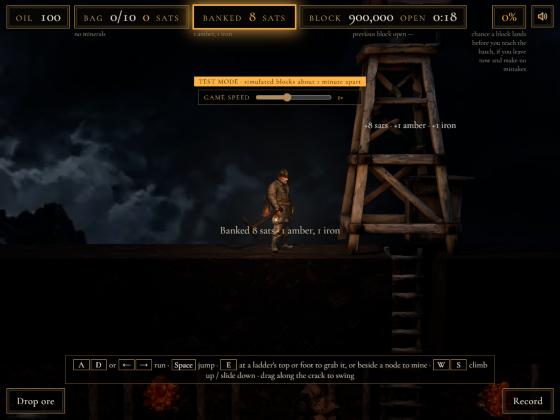 OIL 100
BAG 0/10 0 SATS
BANKED 8 SATS
BLOCK 900,000 OPEN 0:18
0%
no minerals
1 amber, 1 iron
previous block open —
chance a block lands
before you reach the
hatch, if you leave
now and make no
mistakes.
TEST MODE · simulated blocks about 1 minute apart
GAME SPEED
+8 sats · +1 amber · +1 iron
Banked 8 sats · 1 amber, 1 iron
A D or ← → run · Space jump · E at a ladder's top or foot to grab it, or beside a node to mine · W S climb
up / slide down · drag along the crack to swing
Drop ore
Record